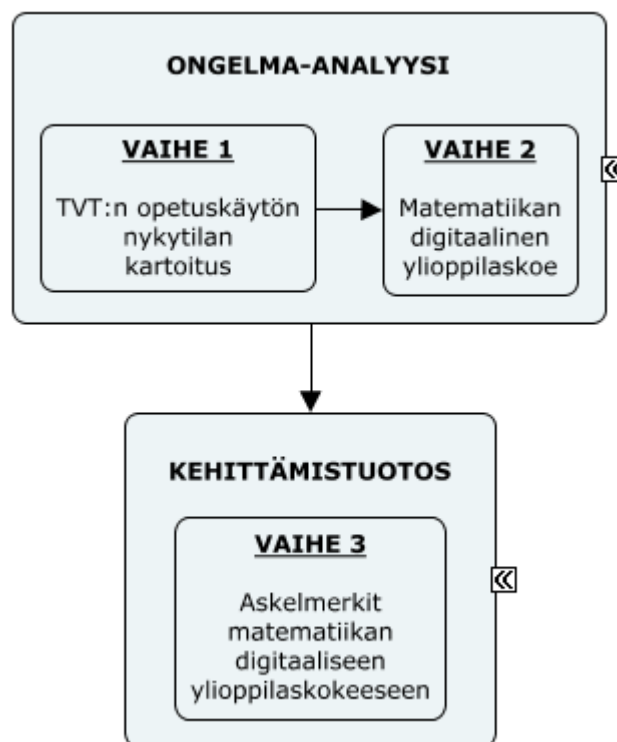 ONGELMA-ANALYYSI
VAIHE 1
TVT:n opetuskäytön
nykytilan
kartoitus
VAIHE 2
Matematiikan
digitaalinen
ylioppilaskoe
KEHITTÄMISTUOTOS
VAIHE 3
Askelmerkit
matematiikan
digitaaliseen
ylioppilaskokeeseen